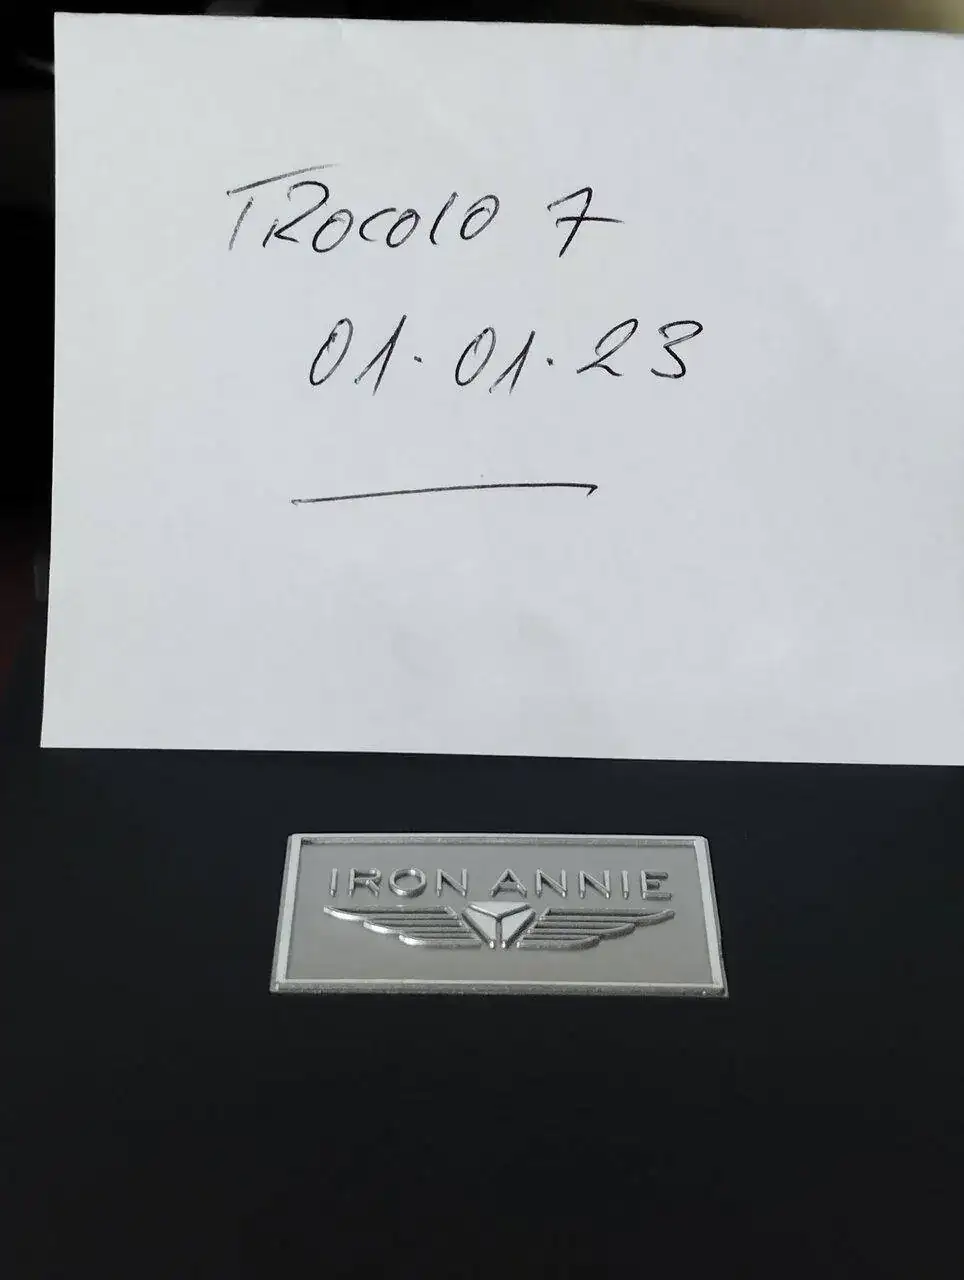 TROCOLO 7
01.01.23
IRON ANNIE